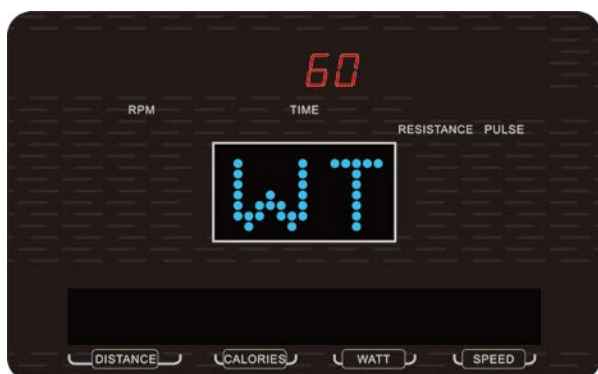 60
RPM TIME
RESISTANCE PULSE
WT
DISTANCE CALORIES WATT SPEED